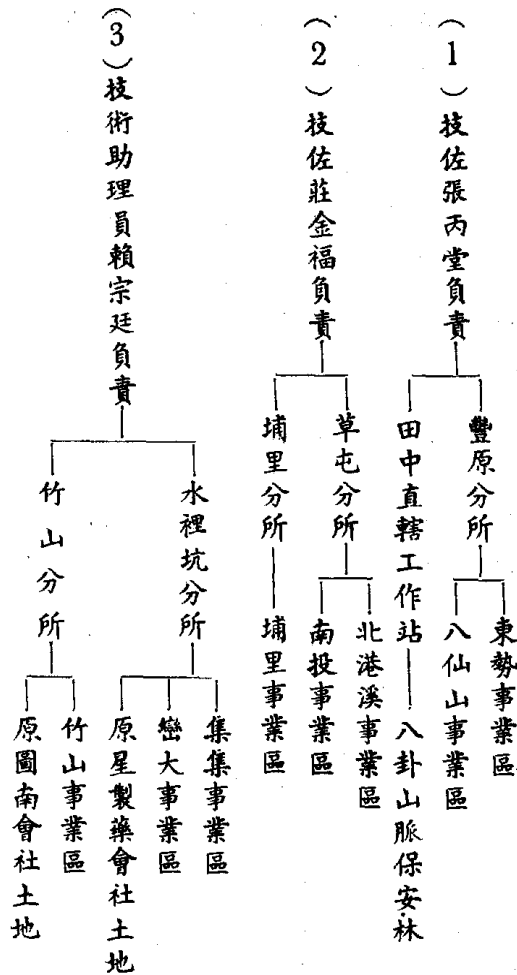 （1）技佐張丙堂負責
豐原分所
東勢事業區
八仙山事業區
田中直轄工作站
八卦山脈保安林
（2）技佐莊金福負責
草屯分所
北港溪事業區
南投事業區
埔里分所
埔里事業區
（3）技術助理員賴宗廷負責
水裡坑分所
集集事業區
巒大事業區
原星製藥會社土地
竹山分所
竹山事業區
原圖南會社土地